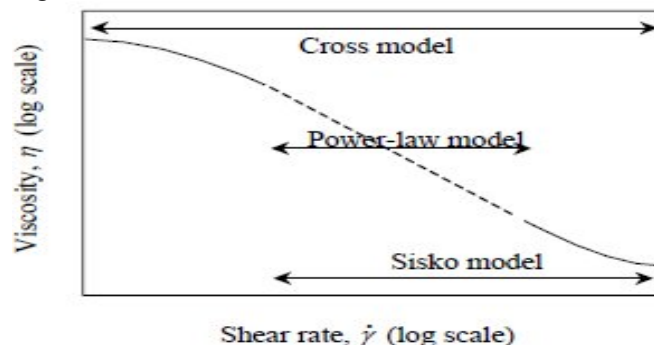 Cross model
Power-law model
Sisko model
Viscosity, η (log scale)
Shear rate, γ̇ (log scale)